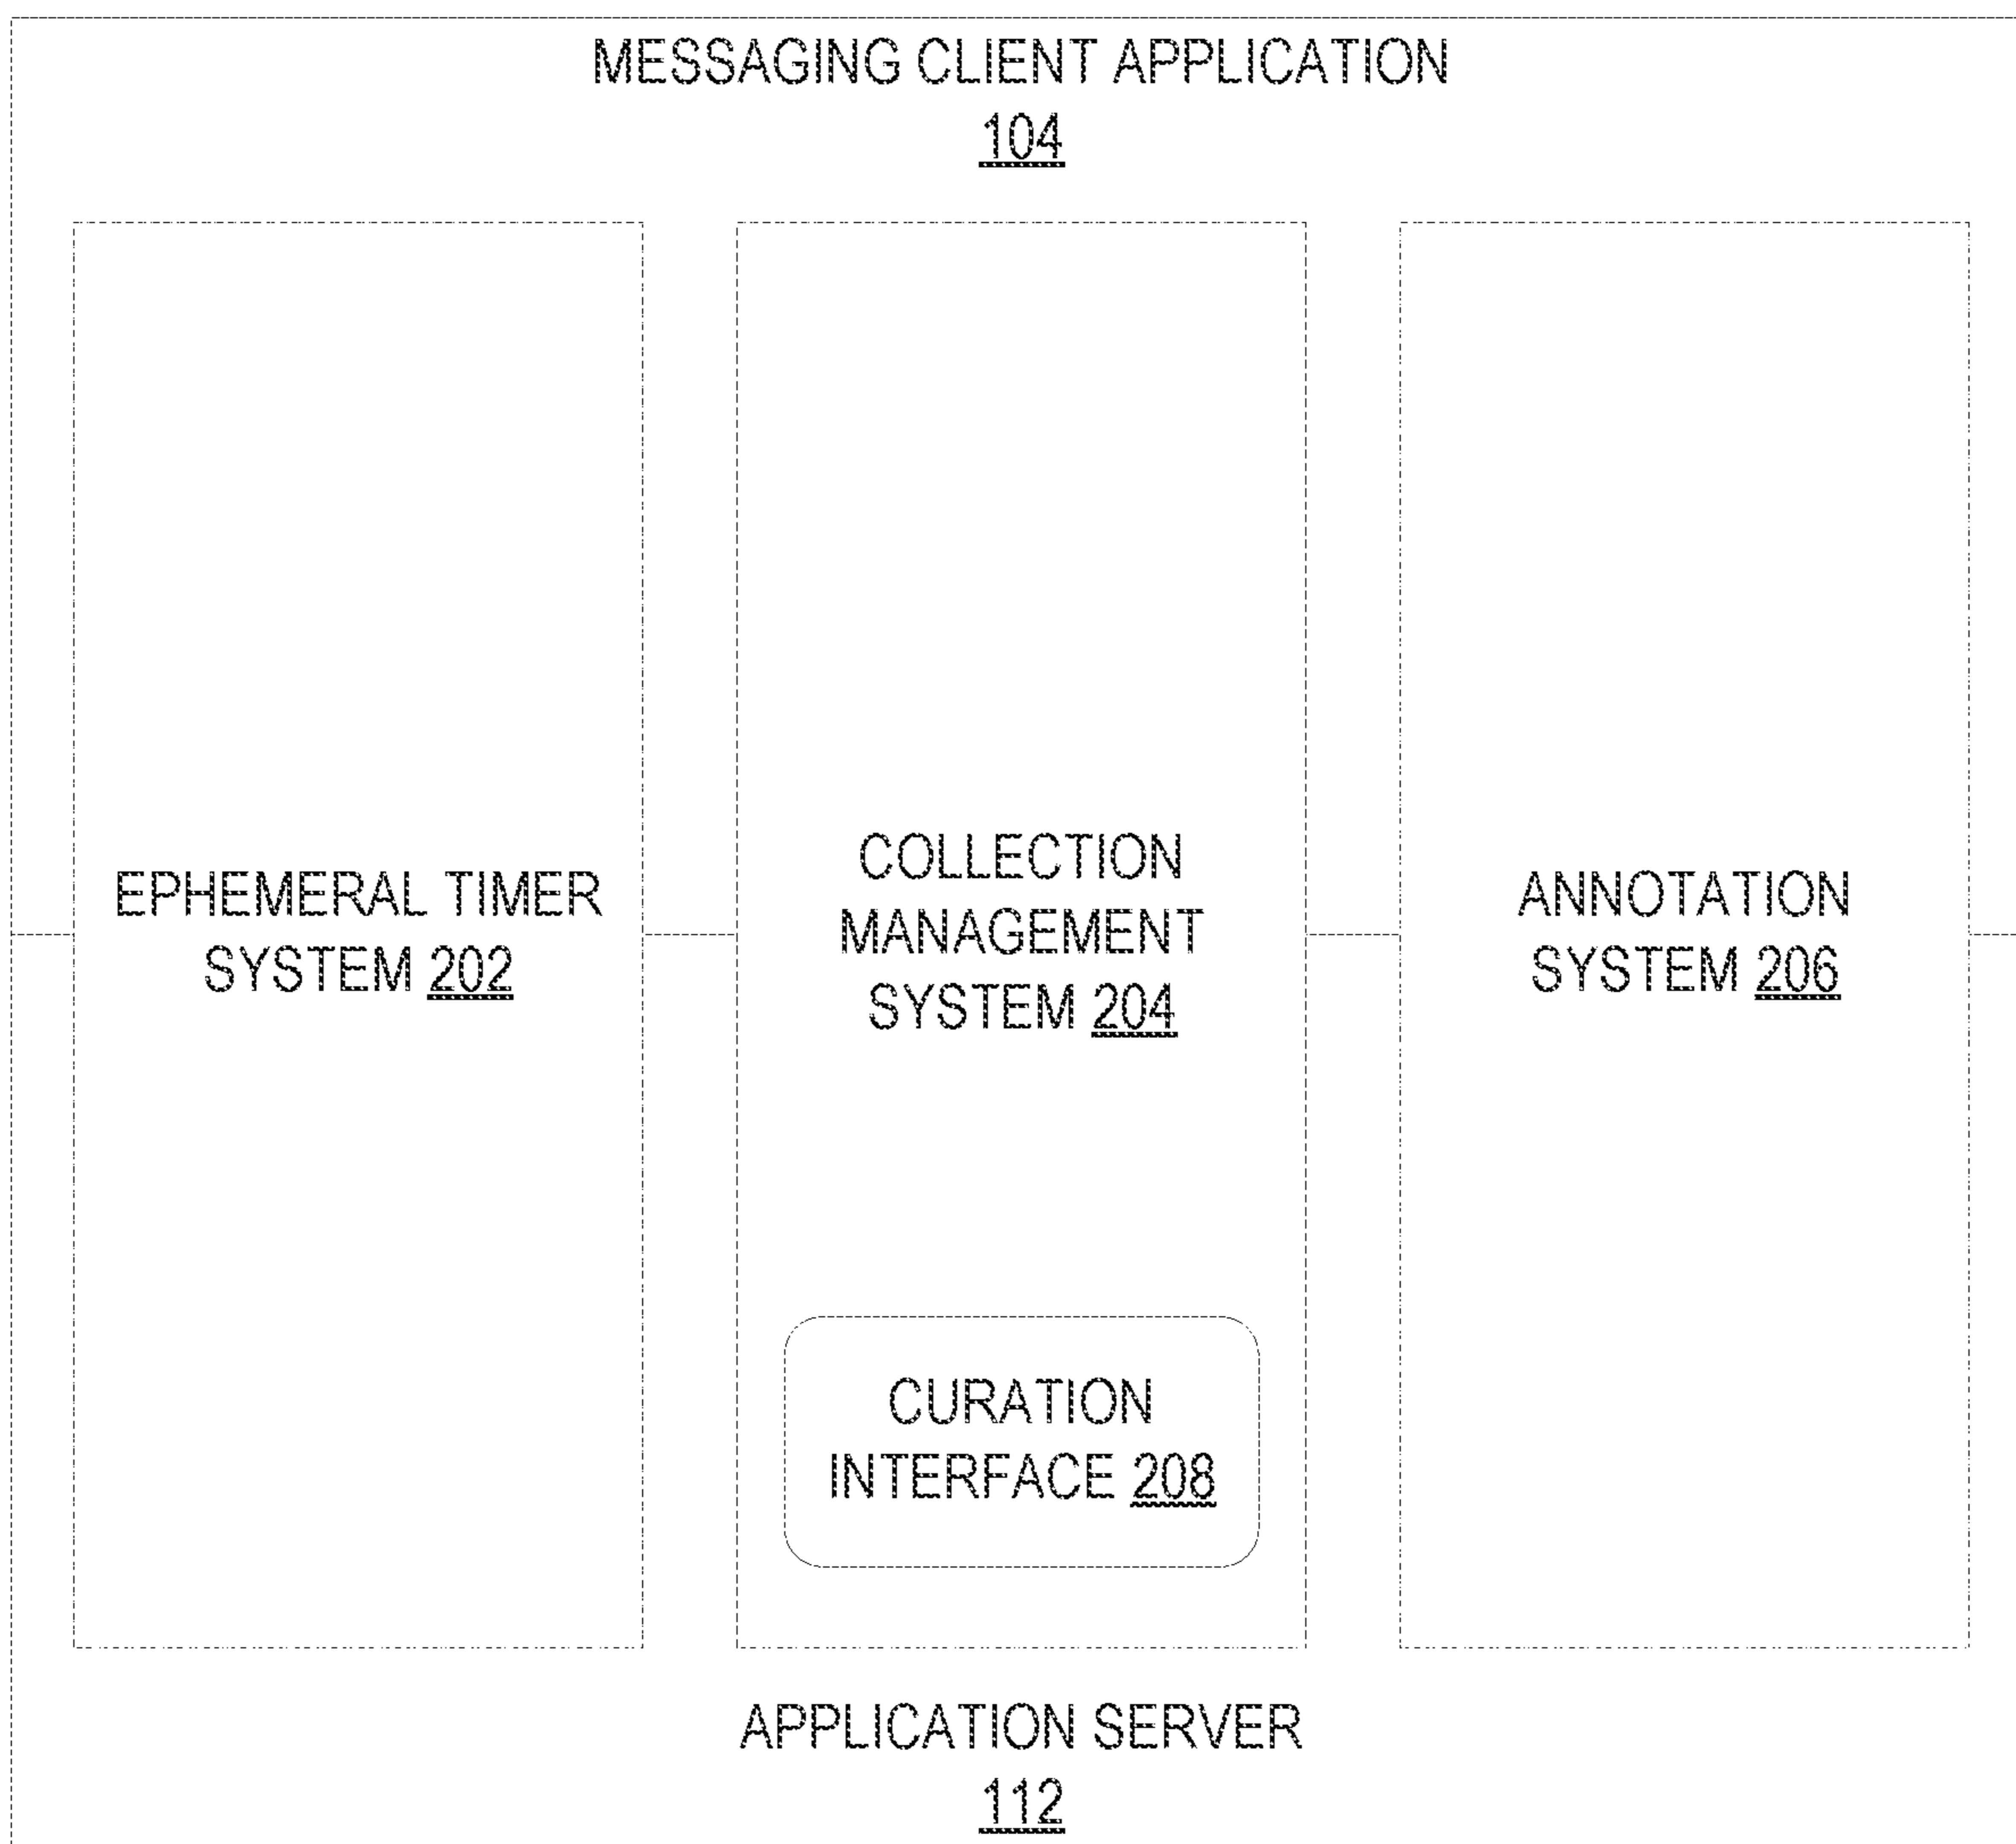 MESSAGING CLIENT APPLICATION
104
EPHEMERAL TIMER
SYSTEM 202
COLLECTION
MANAGEMENT
SYSTEM 204
ANNOTATION
SYSTEM 206
CURATION
INTERFACE 208
APPLICATION SERVER
112